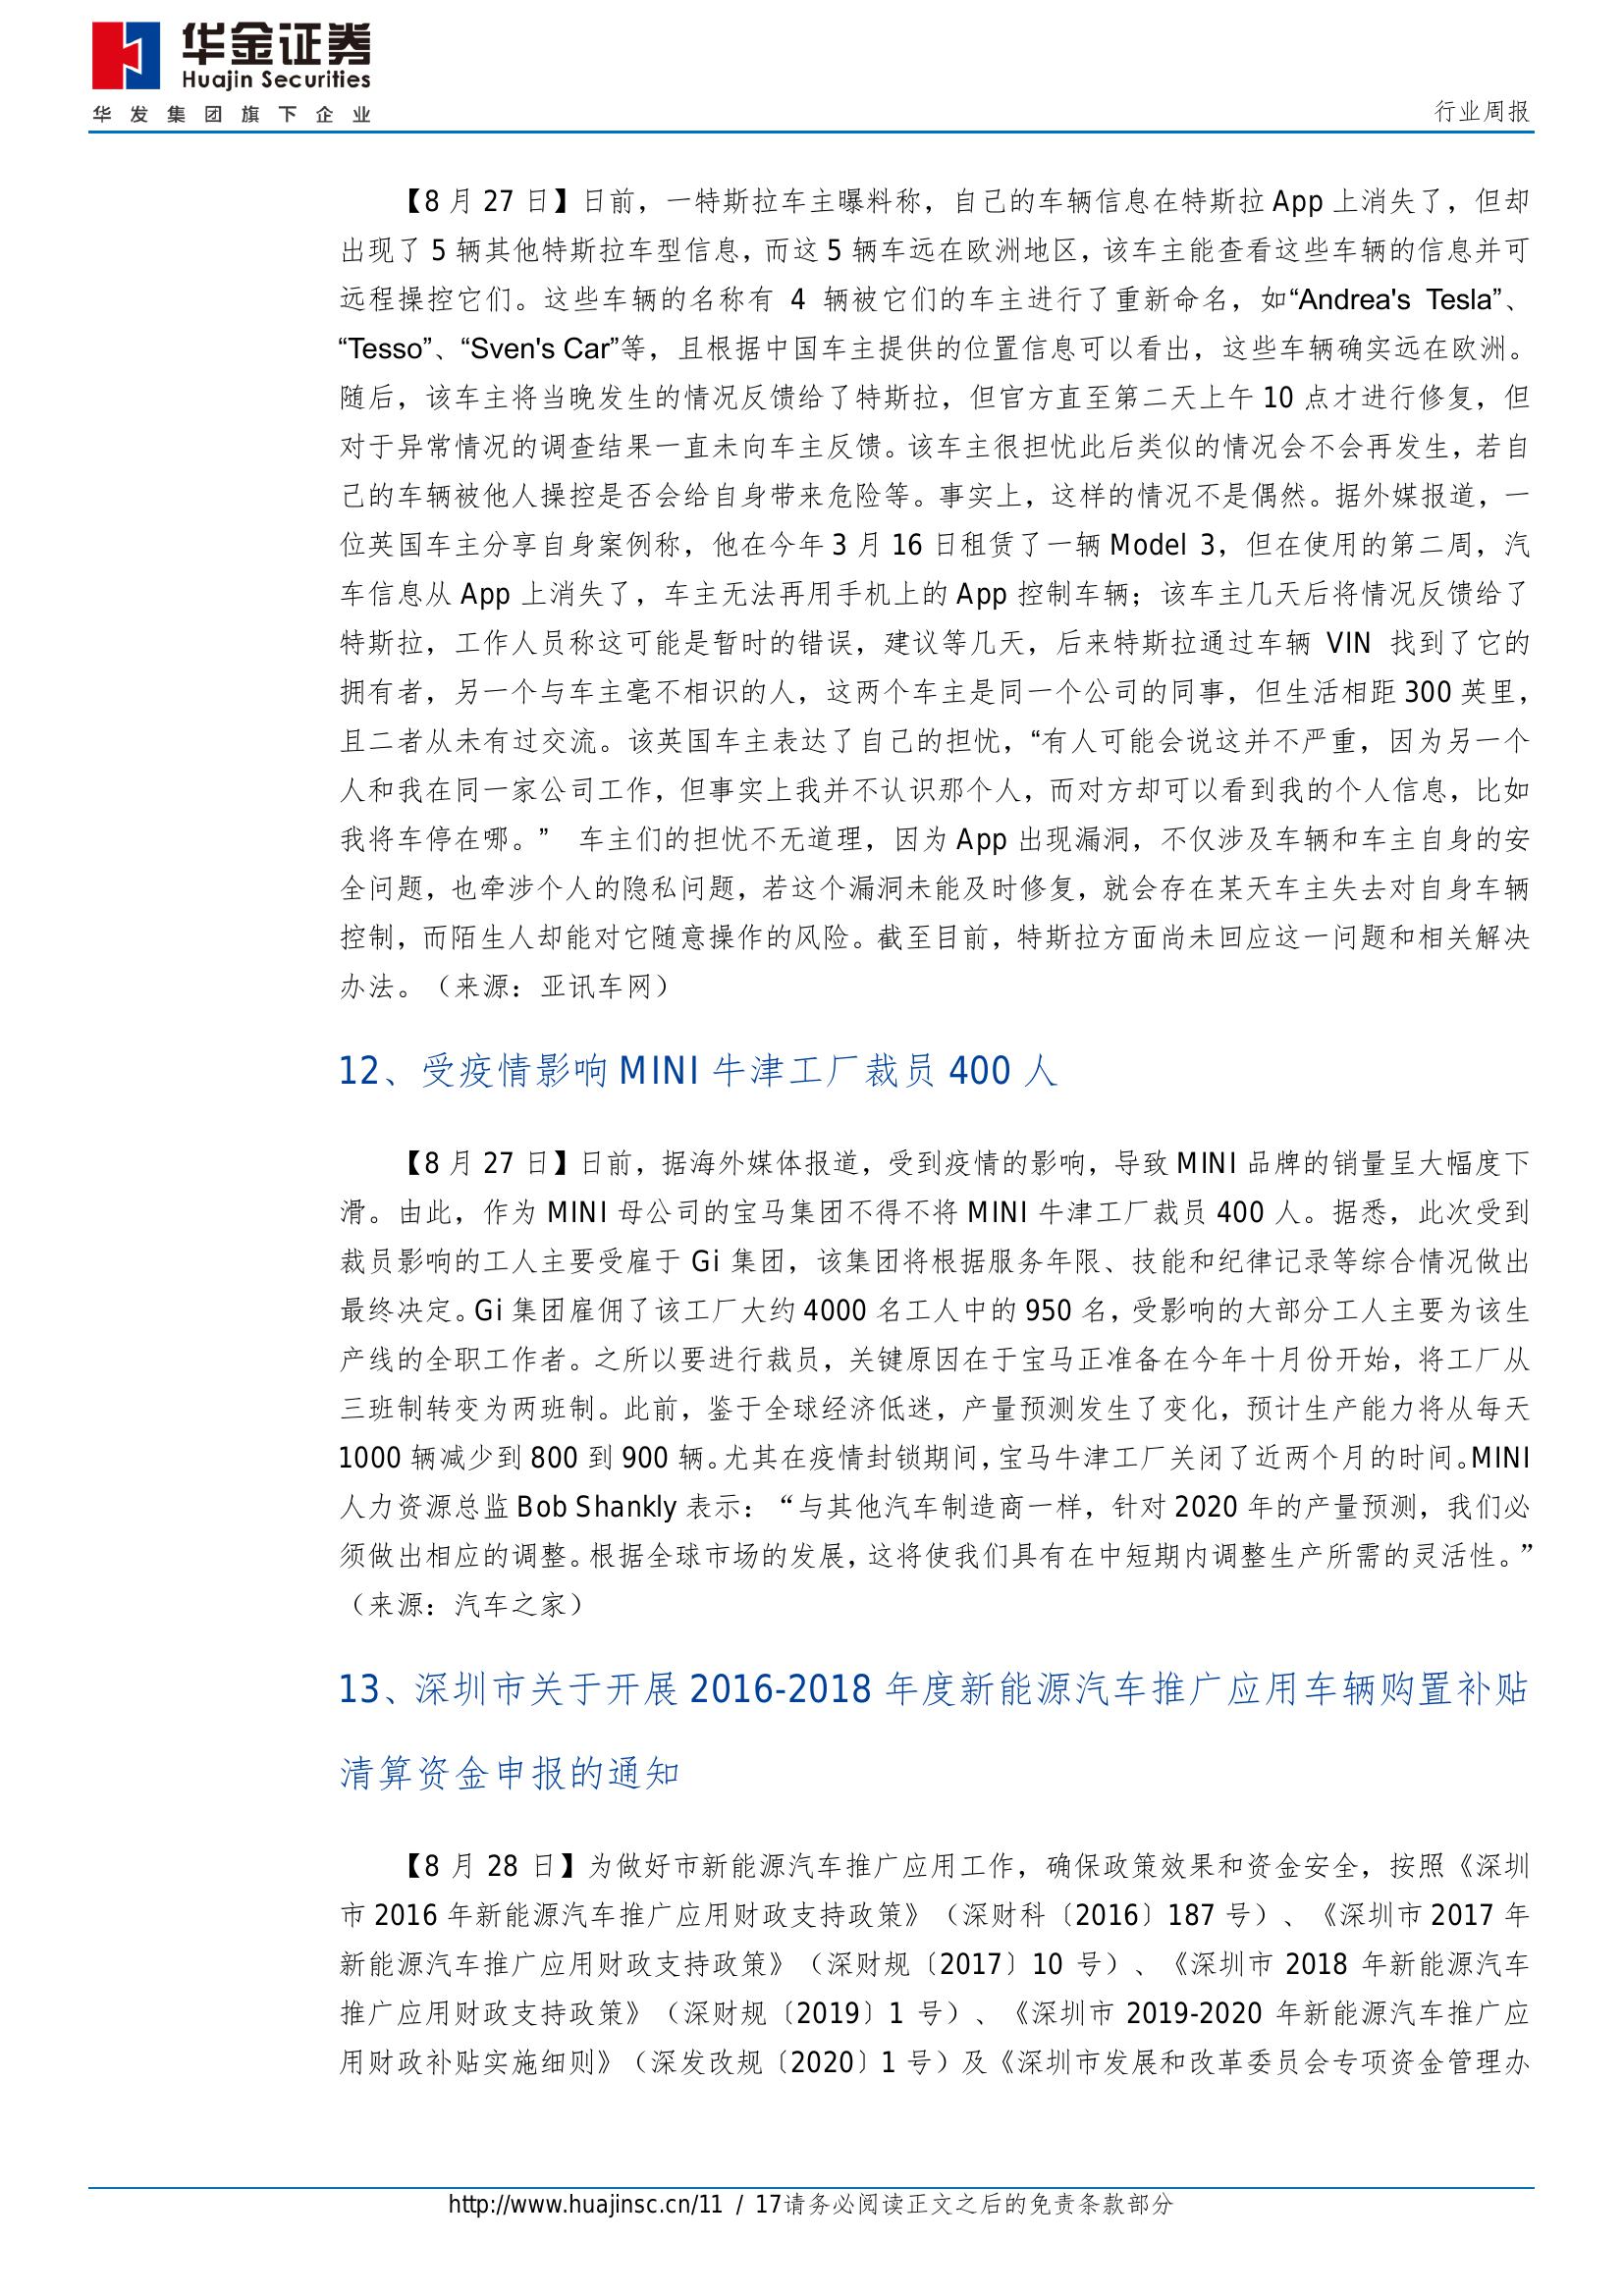 华金证券
Huajin Securities
华发集团旗下企业
行业周报
【8 月 27 日】日前，一特斯拉车主曝料称，自己的车辆信息在特斯拉 App 上消失了，但却
出现了 5 辆其他特斯拉车型信息，而这 5 辆车远在欧洲地区，该车主能查看这些车辆的信息并可
远程操控它们。这些车辆的名称有 4 辆被它们的车主进行了重新命名，如“Andrea's Tesla”、
“Tesso”、“Sven's Car”等，且根据中国车主提供的位置信息可以看出，这些车辆确实远在欧洲。
随后，该车主将当晚发生的情况反馈给了特斯拉，但官方直至第二天上午 10 点才进行修复，但
对于异常情况的调查结果一直未向车主反馈。该车主很担忧此后类似的情况会不会再发生，若自
己的车辆被他人操控是否会给自身带来危险等。事实上，这样的情况不是偶然。据外媒报道，一
位英国车主分享自身案例称，他在今年 3 月 16 日租赁了一辆 Model 3，但在使用的第二周，汽
车信息从 App 上消失了，车主无法再用手机上的 App 控制车辆；该车主几天后将情况反馈给了
特斯拉，工作人员称这可能是暂时的错误，建议等几天，后来特斯拉通过车辆 VIN 找到了它的
拥有者，另一个与车主毫不相识的人，这两个车主是同一个公司的同事，但生活相距 300 英里，
且二者从未有过交流。该英国车主表达了自己的担忧，“有人可能会说这并不严重，因为另一个
人和我在同一家公司工作，但事实上我并不认识那个人，而对方却可以看到我的个人信息，比如
我将车停在哪。” 车主们的担忧不无道理，因为 App 出现漏洞，不仅涉及车辆和车主自身的安
全问题，也牵涉个人的隐私问题，若这个漏洞未能及时修复，就会存在某天车主失去对自身车辆
控制，而陌生人却能对它随意操作的风险。截至目前，特斯拉方面尚未回应这一问题和相关解决
办法。（来源：亚讯车网）
12、受疫情影响 MINI 牛津工厂裁员 400 人
【8 月 27 日】日前，据海外媒体报道，受到疫情的影响，导致 MINI 品牌的销量呈大幅度下
滑。由此，作为 MINI 母公司的宝马集团不得不将 MINI 牛津工厂裁员 400 人。据悉，此次受到
裁员影响的工人主要受雇于 Gi 集团，该集团将根据服务年限、技能和纪律记录等综合情况做出
最终决定。Gi 集团雇佣了该工厂大约 4000 名工人中的 950 名，受影响的大部分工人主要为该生
产线的全职工作者。之所以要进行裁员，关键原因在于宝马正准备在今年十月份开始，将工厂从
三班制转变为两班制。此前，鉴于全球经济低迷，产量预测发生了变化，预计生产能力将从每天
1000 辆减少到 800 到 900 辆。尤其在疫情封锁期间，宝马牛津工厂关闭了近两个月的时间。MINI
人力资源总监 Bob Shankly 表示：“与其他汽车制造商一样，针对 2020 年的产量预测，我们必
须做出相应的调整。根据全球市场的发展，这将使我们具有在中短期内调整生产所需的灵活性。”
（来源：汽车之家）
13、深圳市关于开展 2016-2018 年度新能源汽车推广应用车辆购置补贴
清算资金申报的通知
【8 月 28 日】为做好市新能源汽车推广应用工作，确保政策效果和资金安全，按照《深圳
市 2016 年新能源汽车推广应用财政支持政策》（深财科〔2016〕187 号）、《深圳市 2017 年
新能源汽车推广应用财政支持政策》（深财规〔2017〕10 号）、《深圳市 2018 年新能源汽车
推广应用财政支持政策》（深财规〔2019〕1 号）、《深圳市 2019-2020 年新能源汽车推广应
用财政补贴实施细则》（深发改规〔2020〕1 号）及《深圳市发展和改革委员会专项资金管理办
http://www.huajinsc.cn/11 / 17请务必阅读正文之后的免责条款部分